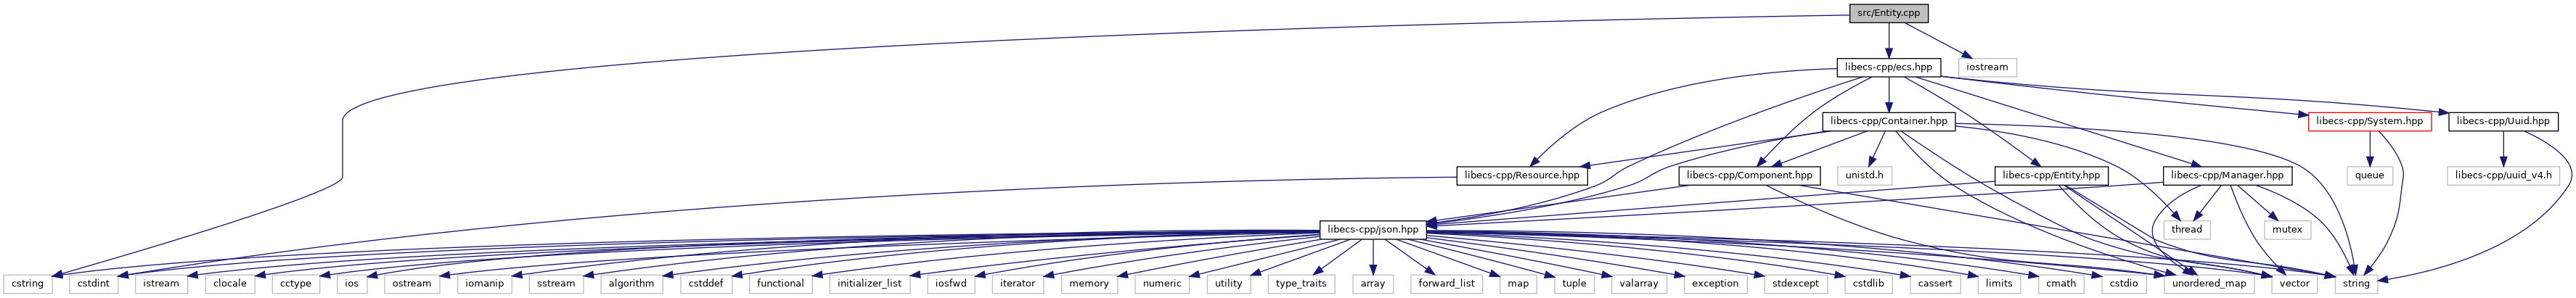 src/Entity.cpp
libecs-cpp/ecs.hpp
iostream
libecs-cpp/Container.hpp
libecs-cpp/System.hpp
libecs-cpp/Uuid.hpp
libecs-cpp/Resource.hpp
libecs-cpp/Component.hpp
unistd.h
libecs-cpp/Entity.hpp
libecs-cpp/Manager.hpp
queue
libecs-cpp/uuid_v4.h
libecs-cpp/json.hpp
thread
mutex
cstring
cstdint
istream
clocale
cctype
ios
ostream
iomanip
sstream
algorithm
cstddef
functional
initializer_list
iosfwd
iterator
memory
numeric
utility
type_traits
array
forward_list
map
tuple
valarray
exception
stdexcept
cstdlib
cassert
limits
cmath
cstdio
unordered_map
vector
string